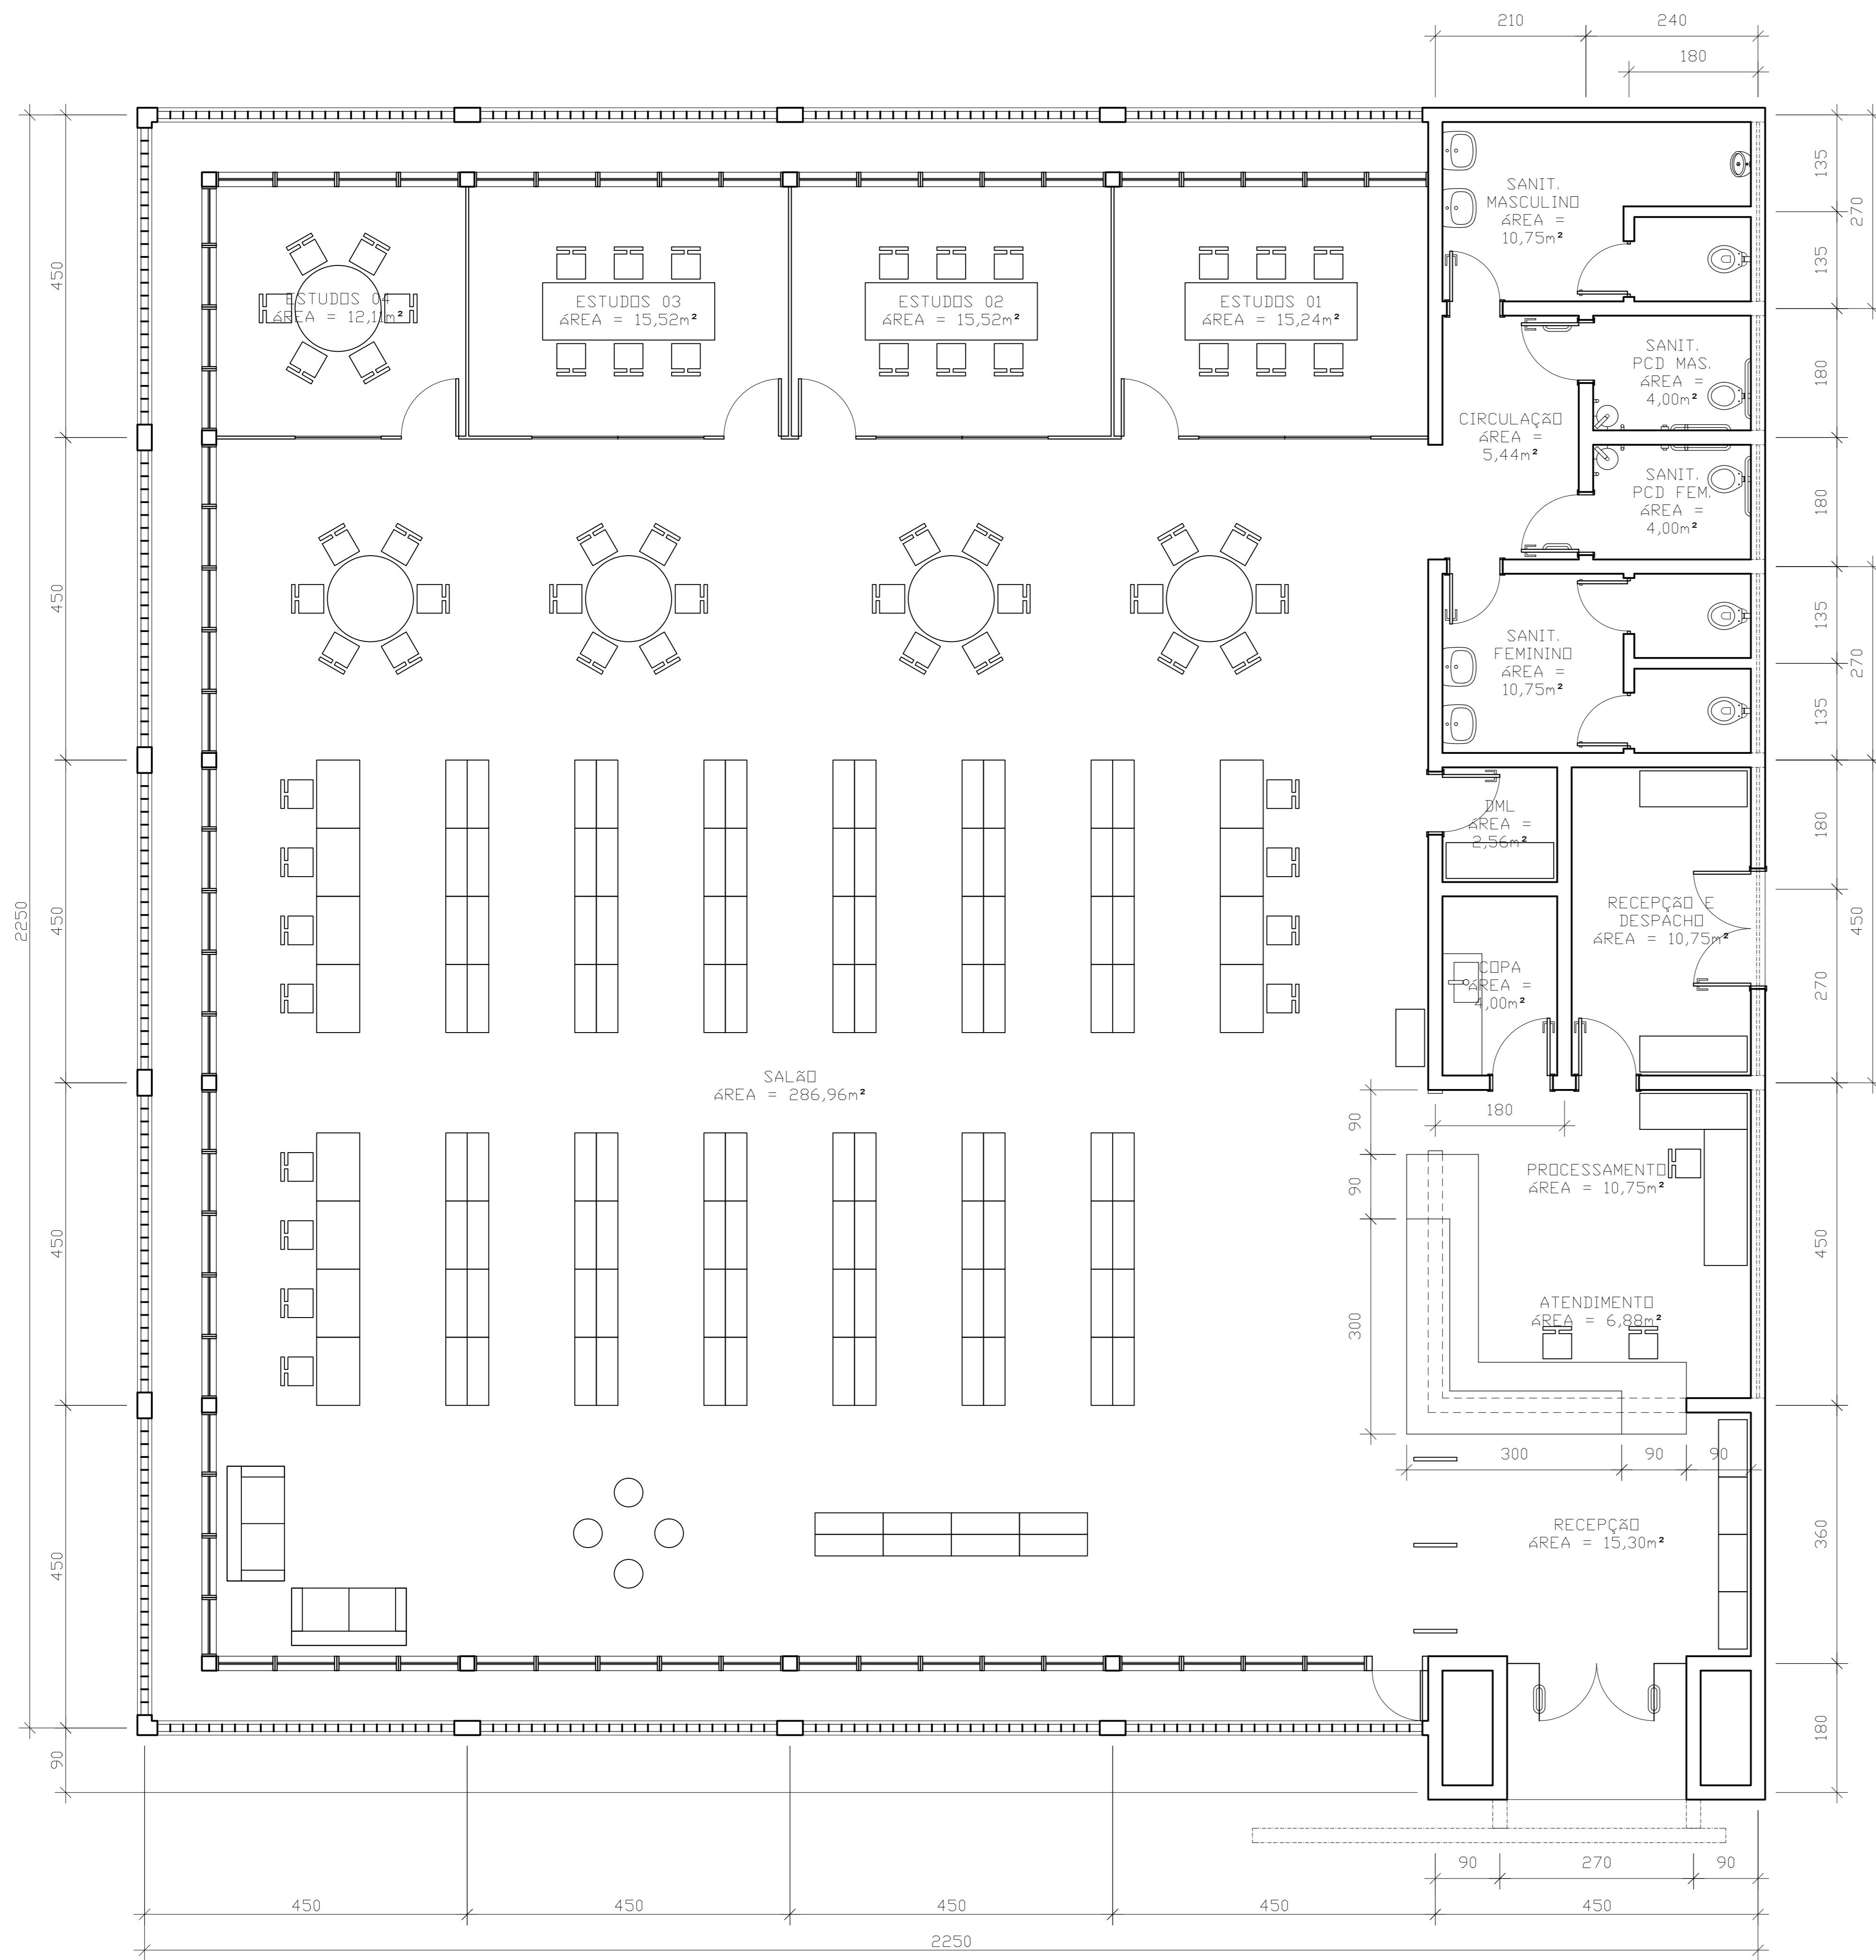 210
240
180
135
270
135
SANIT.
MASCULINO
ÁREA =
10,75m²
450
ESTUDOS 04
ÁREA = 12,11m²
ESTUDOS 03
ÁREA = 15,52m²
ESTUDOS 02
ÁREA = 15,52m²
ESTUDOS 01
ÁREA = 15,24m²
SANIT.
PCD MAS.
ÁREA =
4,00m²
180
CIRCULAÇÃO
ÁREA =
5,44m²
SANIT.
PCD FEM.
ÁREA =
4,00m²
180
450
SANIT.
FEMININO
ÁREA =
10,75m²
135
270
135
DML
ÁREA =
2,56m²
180
2250
450
RECEPÇÃO E
DESPACHO
ÁREA = 10,75m²
450
COPA
ÁREA =
4,00m²
270
SALÃO
ÁREA = 286,96m²
90
180
PROCESSAMENTO
ÁREA = 10,75m²
90
450
450
300
ATENDIMENTO
ÁREA = 6,88m²
300
90
90
450
RECEPÇÃO
ÁREA = 15,30m²
360
90
180
90
270
90
450
450
450
450
450
2250